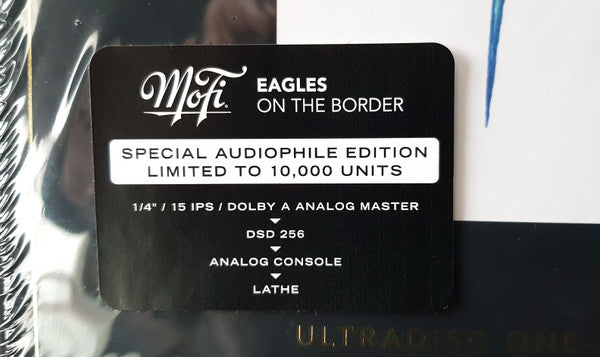 MoFi
EAGLES
ON THE BORDER
SPECIAL AUDIOPHILE EDITION
LIMITED TO 10,000 UNITS
1/4" / 15 IPS / DOLBY A ANALOG MASTER
DSD 256
ANALOG CONSOLE
LATHE
ULTRADISC ONE